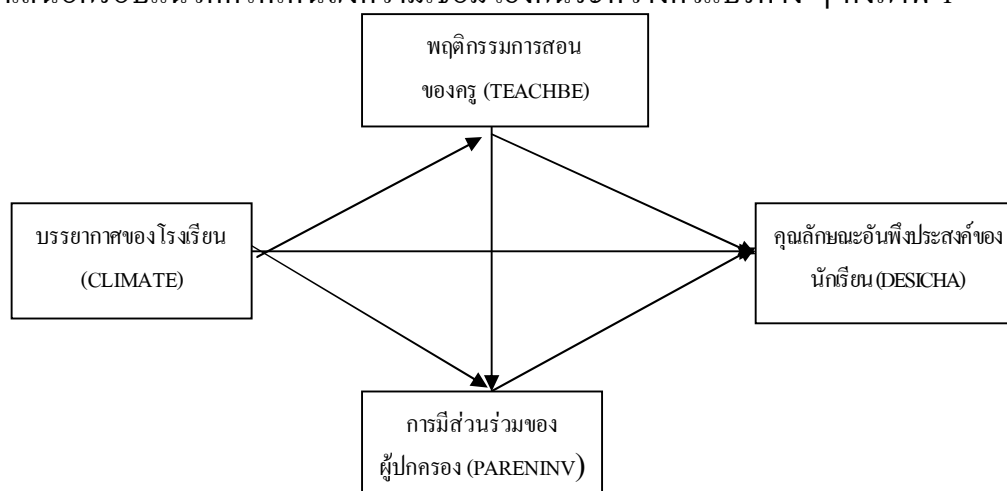 พฤติกรรมการสอน
ของครู (TEACHBE)
บรรยากาศของโรงเรียน
(CLIMATE)
คุณลักษณะอันพึงประสงค์ของ
นักเรียน (DESICHA)
การมีส่วนร่วมของ
ผู้ปกครอง (PARENINV)